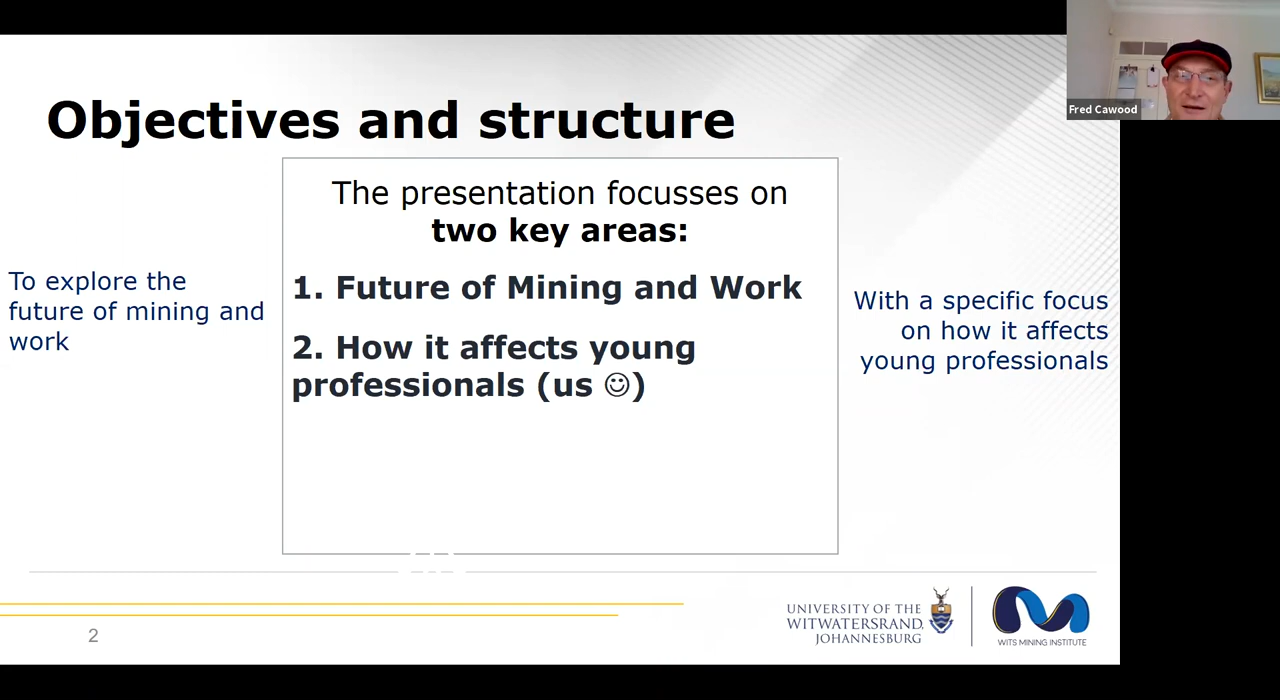 Objectives and structure
Fred Cawood
The presentation focusses on
two key areas:
1. Future of Mining and Work
2. How it affects young
professionals (us ☺)
To explore the
future of mining and
work
With a specific focus
on how it affects
young professionals
2
UNIVERSITY OF THE
WITWATERSRAND,
JOHANNESBURG
WITS MINING INSTITUTE